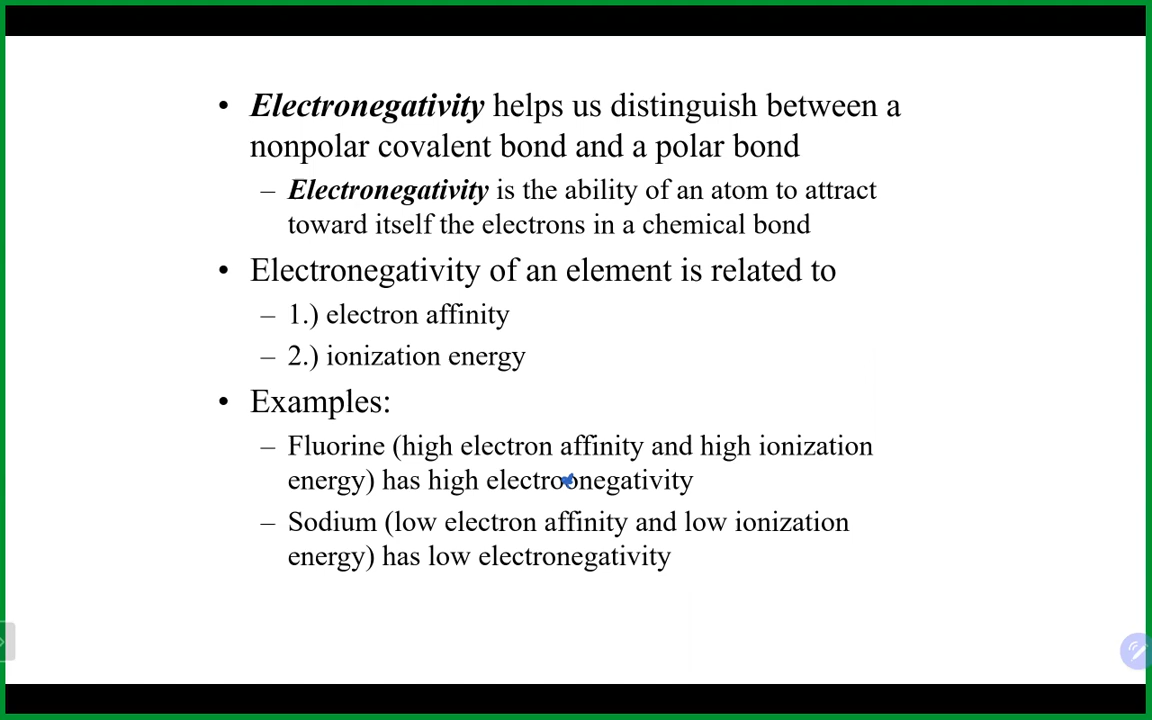 • Electronegativity helps us distinguish between a
nonpolar covalent bond and a polar bond
– Electronegativity is the ability of an atom to attract
toward itself the electrons in a chemical bond
• Electronegativity of an element is related to
– 1.) electron affinity
– 2.) ionization energy
• Examples:
– Fluorine (high electron affinity and high ionization
energy) has high electroonegativity
– Sodium (low electron affinity and low ionization
energy) has low electronegativity